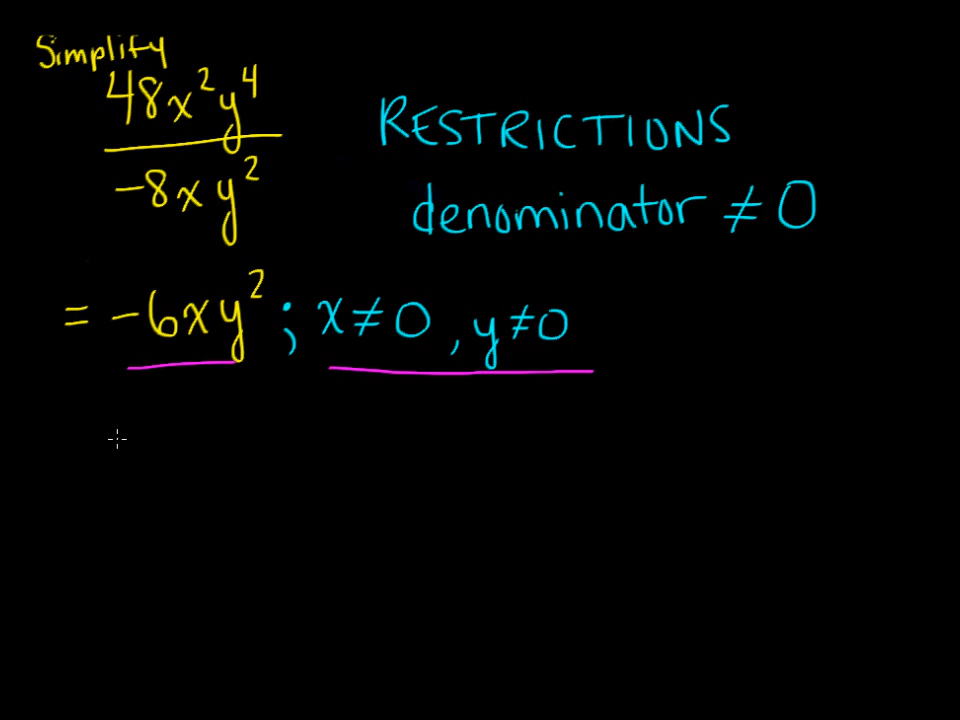 Simplify
48x²y⁴
-8xy²
RESTRICTIONS
denominator ≠ 0
= -6xy² ; x≠0, y≠0